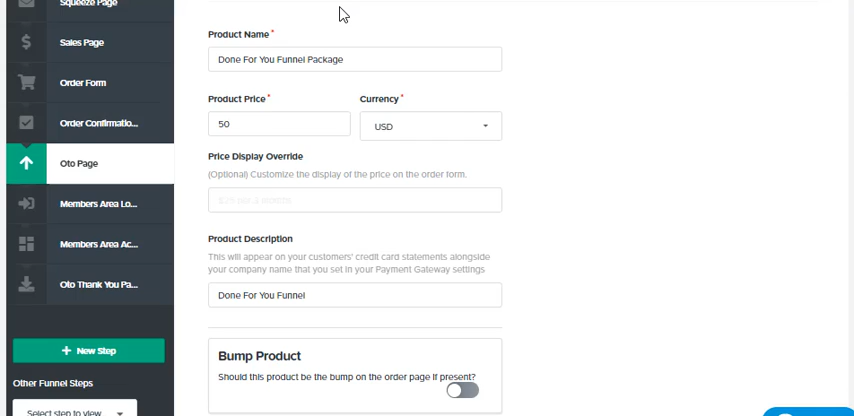 Squeeze Page
Sales Page
Order Form
Order Confirmatio...
Oto Page
Members Area Lo...
Members Area Ac...
Oto Thank You Pa...
+ New Step
Other Funnel Steps
Select step to view
Product Name*
Done For You Funnel Package
Product Price* Currency*
50 USD
Price Display Override
(Optional) Customize the display of the price on the order form.
Product Description
This will appear on your customers' credit card statements alongside
your company name that you set in your Payment Gateway settings
Done For You Funnel
Bump Product
Should this product be the bump on the order page if present?